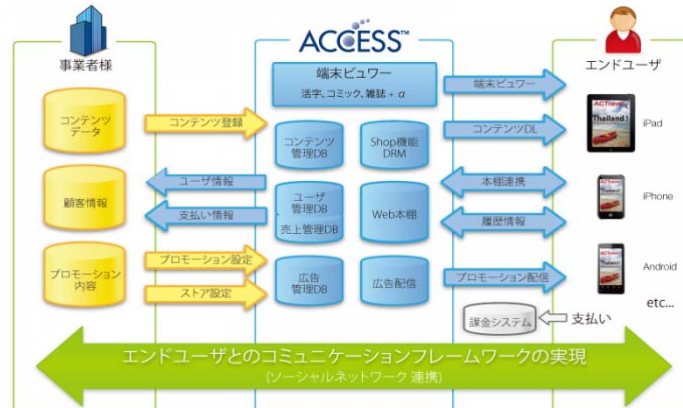 事業者様
コンテンツ
データ
顧客情報
プロモーション
内容
コンテンツ登録
ユーザ情報
支払い情報
プロモーション設定
ストア設定
ACCESS™
端末ビュワー
活字、コミック、雑誌 + α
コンテンツ
管理DB
Shop機能
DRM
ユーザ
管理DB
売上管理DB
Web本棚
広告
管理DB
広告配信
端末ビュワー
コンテンツDL
本棚連携
履歴情報
プロモーション配信
課金システム
支払い
エンドユーザ
ACTravel
Thailand!
iPad
iPhone
Android
etc...
エンドユーザとのコミュニケーションフレームワークの実現
(ソーシャルネットワーク 連携)